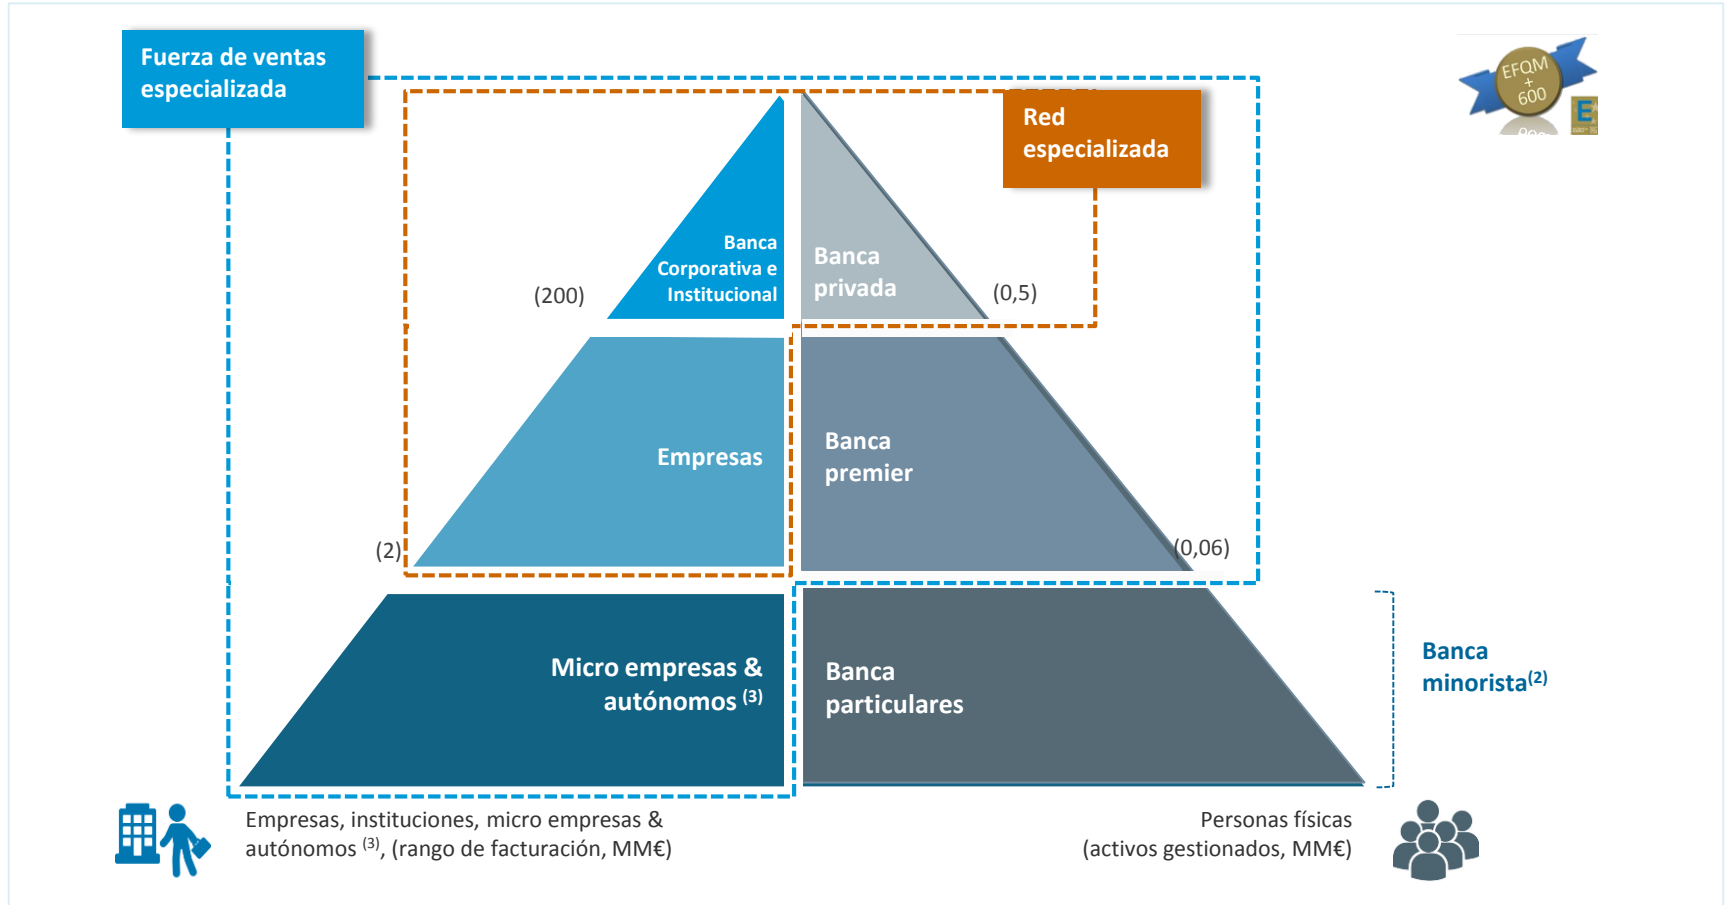 Fuerza de ventas
especializada
EFQM
+
600
E
Red
especializada
Banca
Corporativa e
Institucional
Banca
privada
(200)
(0,5)
Empresas
Banca
premier
(2)
(0,06)
Micro empresas &
autónomos (3)
Banca
particulares
Banca
minorista(2)
Empresas, instituciones, micro empresas &
autónomos (3), (rango de facturación, MM€)
Personas físicas
(activos gestionados, MM€)